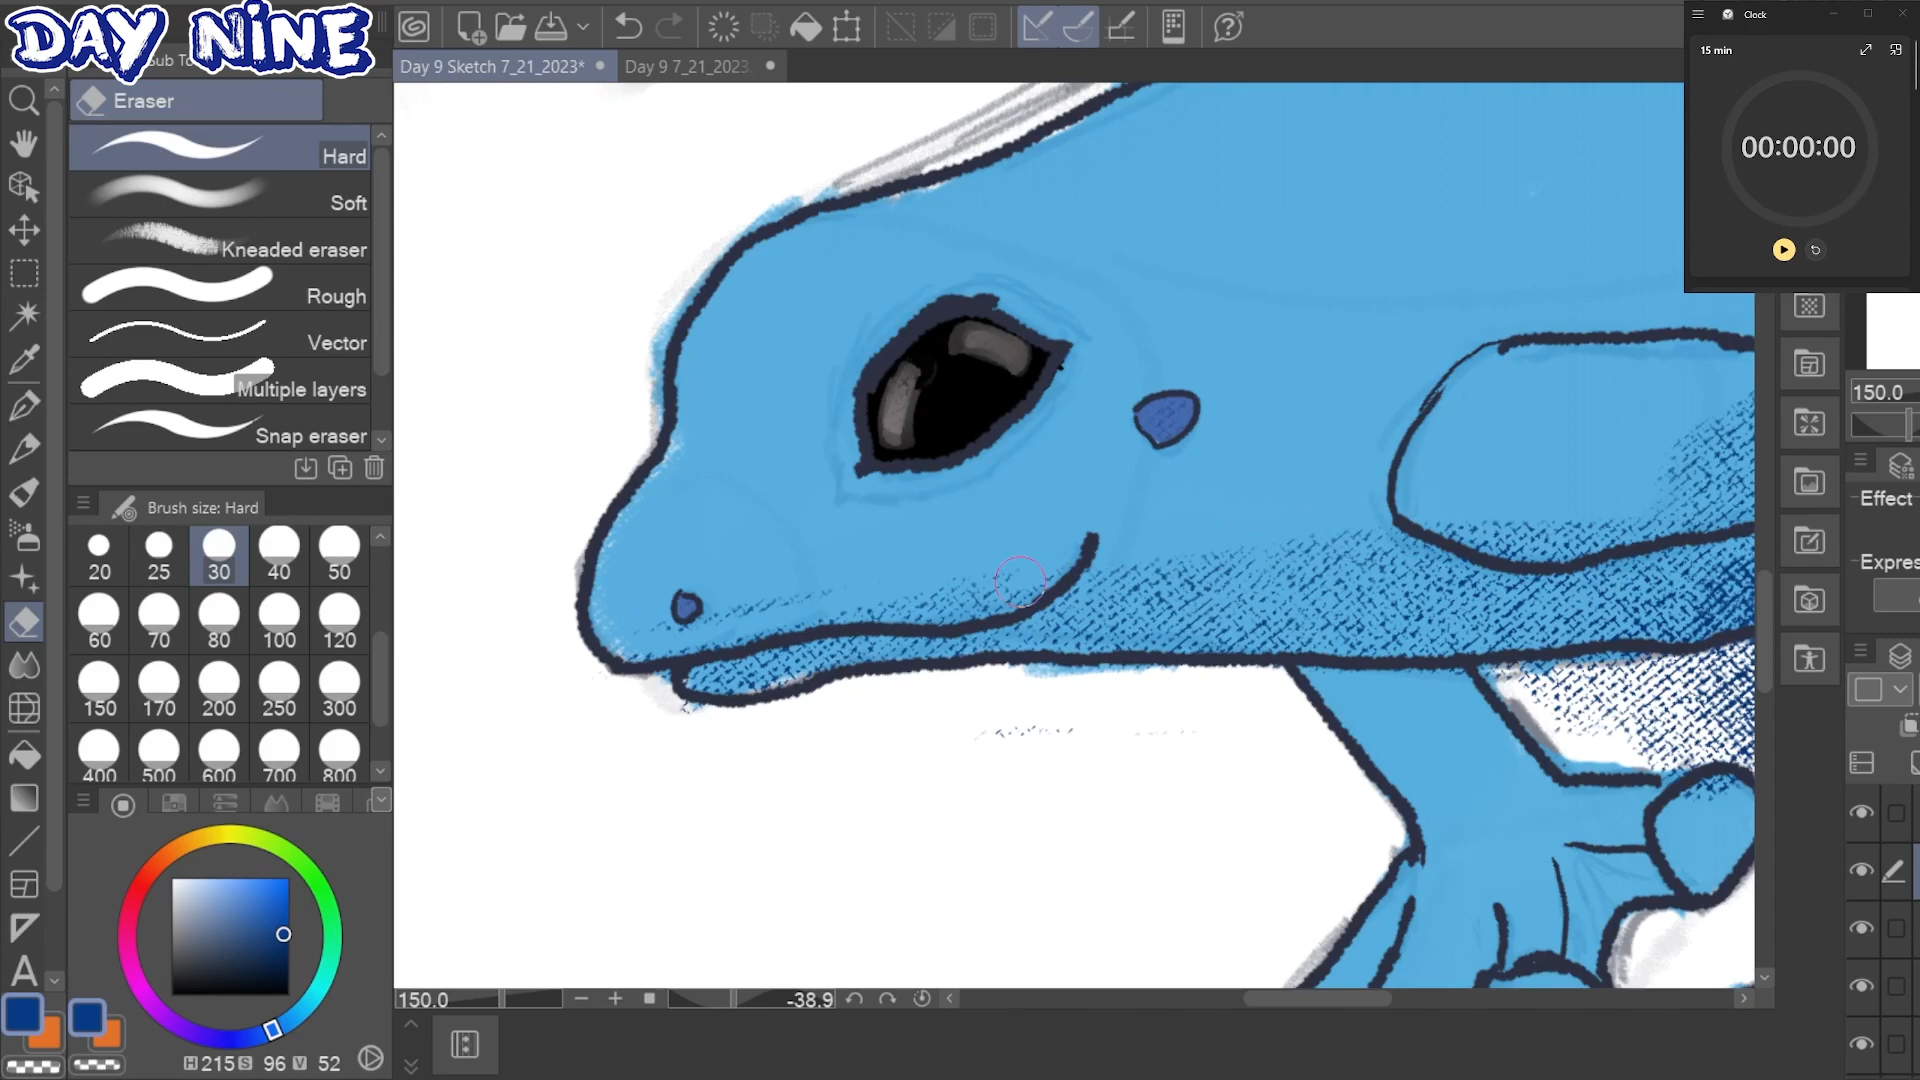 DAY NINE
Sub To
Eraser
Hard
Soft
Kneaded eraser
Rough
Vector
Multiple layers
Snap eraser
Brush size: Hard
20 25 30 40 50
60 70 80 100 120
150 170 200 250 300
400 500 600 700 800
H 215 S 96 V 52
Day 9 Sketch 7_21_2023*
Day 9 7_21_2023
150.0
-38.9
Clock
15 min
00:00:00
150.0
Effect
Expres